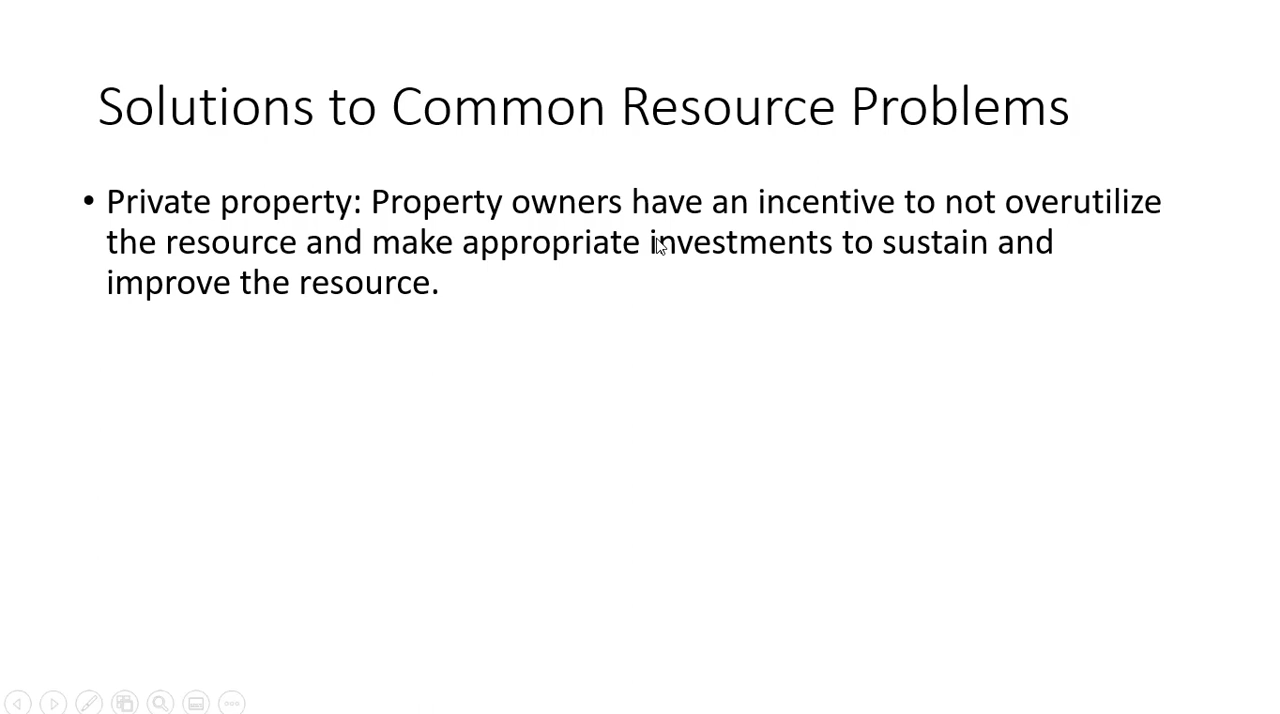 Solutions to Common Resource Problems
• Private property: Property owners have an incentive to not overutilize
the resource and make appropriate investments to sustain and
improve the resource.